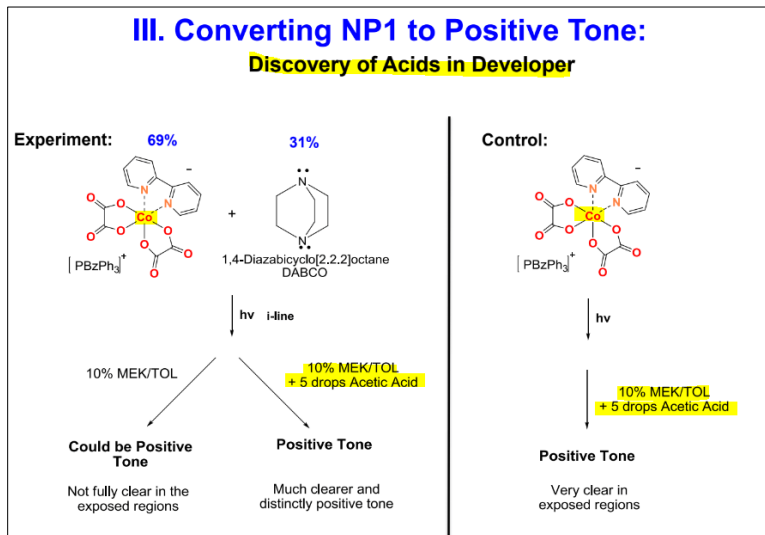 III. Converting NP1 to Positive Tone:
Discovery of Acids in Developer
Experiment:
69%
31%
N
N
O
O
O
O
Co
O
O
O
O
[ PBzPh3]+
–
+
N
N
1,4-Diazabicyclo[2.2.2]octane
DABCO
hν i-line
10% MEK/TOL
10% MEK/TOL
+ 5 drops Acetic Acid
Could be Positive
Tone
Not fully clear in the
exposed regions
Positive Tone
Much clearer and
distinctly positive tone
Control:
N
N
O
O
O
O
Co
O
O
O
O
[ PBzPh3]+
–
hν
10% MEK/TOL
+ 5 drops Acetic Acid
Positive Tone
Very clear in
exposed regions